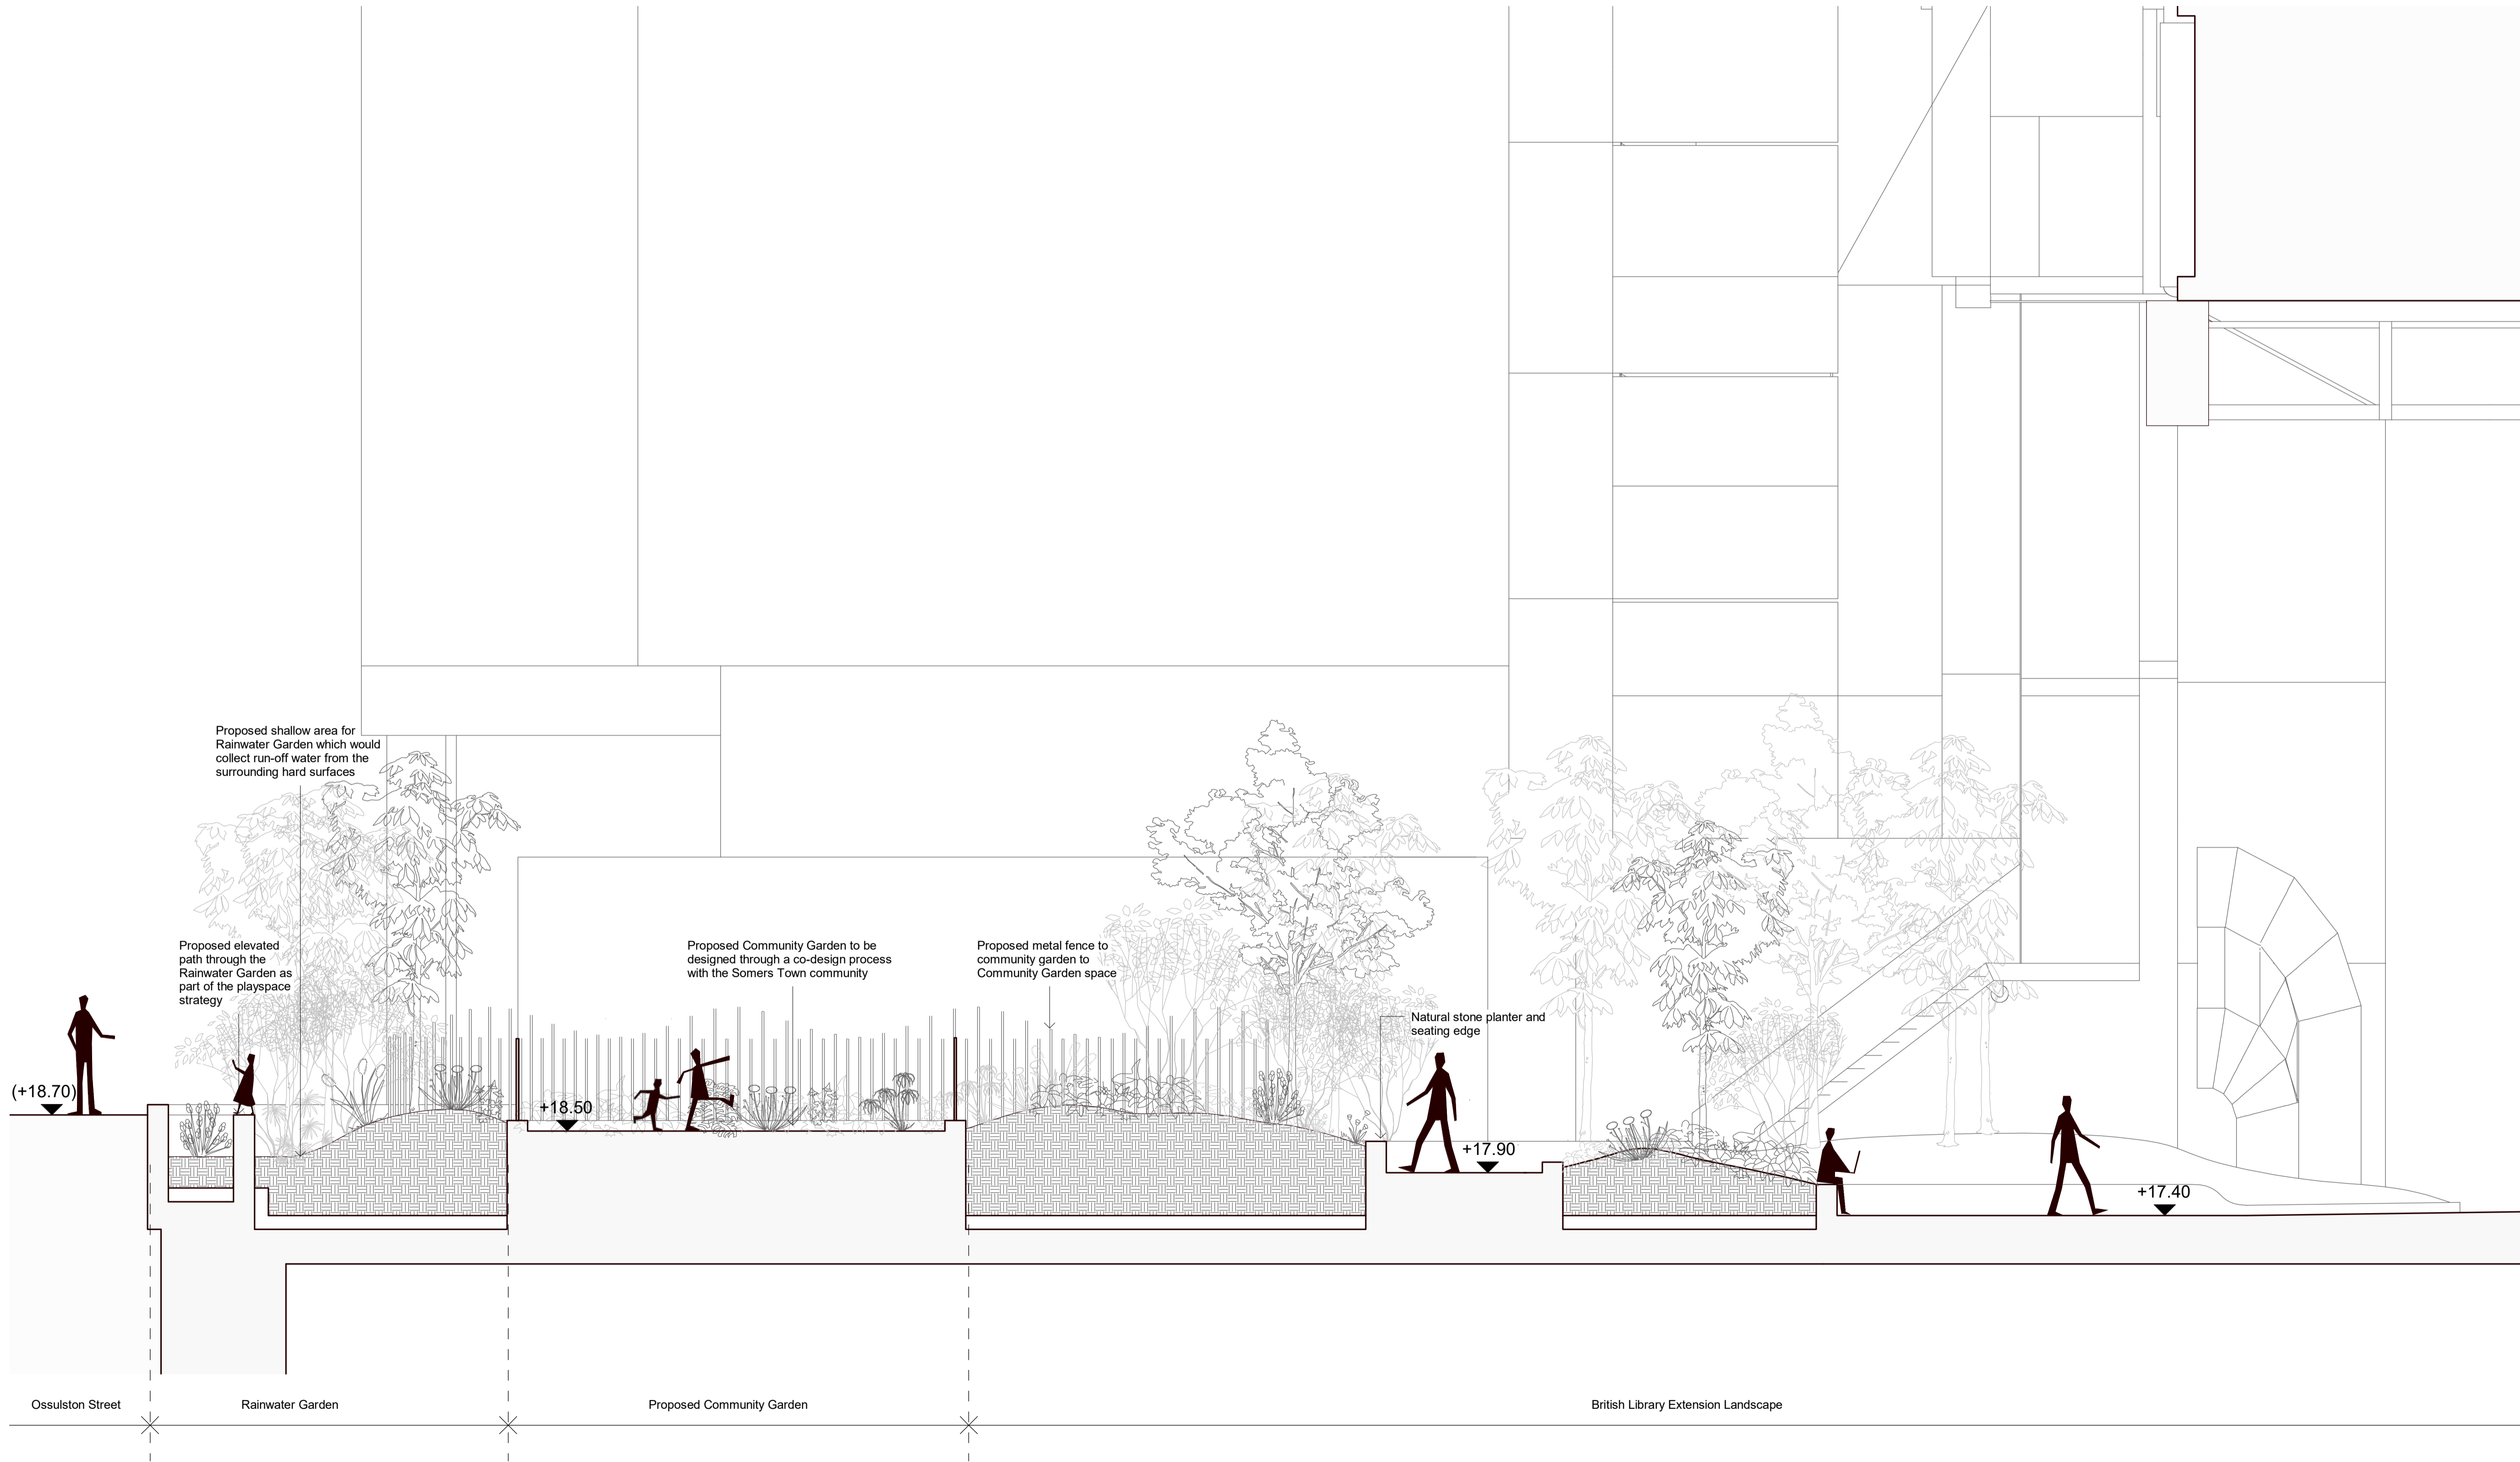 Proposed shallow area for
Rainwater Garden which would
collect run-off water from the
surrounding hard surfaces
Proposed elevated
path through the
Rainwater Garden as
part of the playspace
strategy
Proposed Community Garden to be
designed through a co-design process
with the Somers Town community
Proposed metal fence to
community garden to
Community Garden space
Natural stone planter and
seating edge
(+18.70)
+18.50
+17.90
+17.40
Ossulston Street
Rainwater Garden
Proposed Community Garden
British Library Extension Landscape